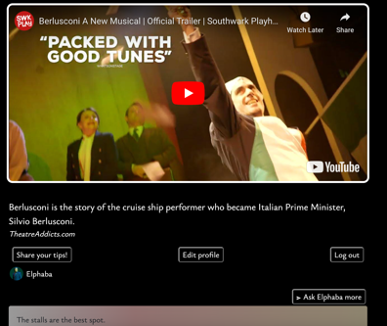 SWK
PLAY
Berlusconi A New Musical | Official Trailer | Southwark Playh...
Watch Later
Share
“PACKED WITH
GOOD TUNES”
YouTube
Berlusconi is the story of the cruise ship performer who became Italian Prime Minister,
Silvio Berlusconi.
TheatreAddicts.com
Share your tips!
Edit profile
Log out
Elphaba
▸ Ask Elphaba more
The stalls are the best spot.